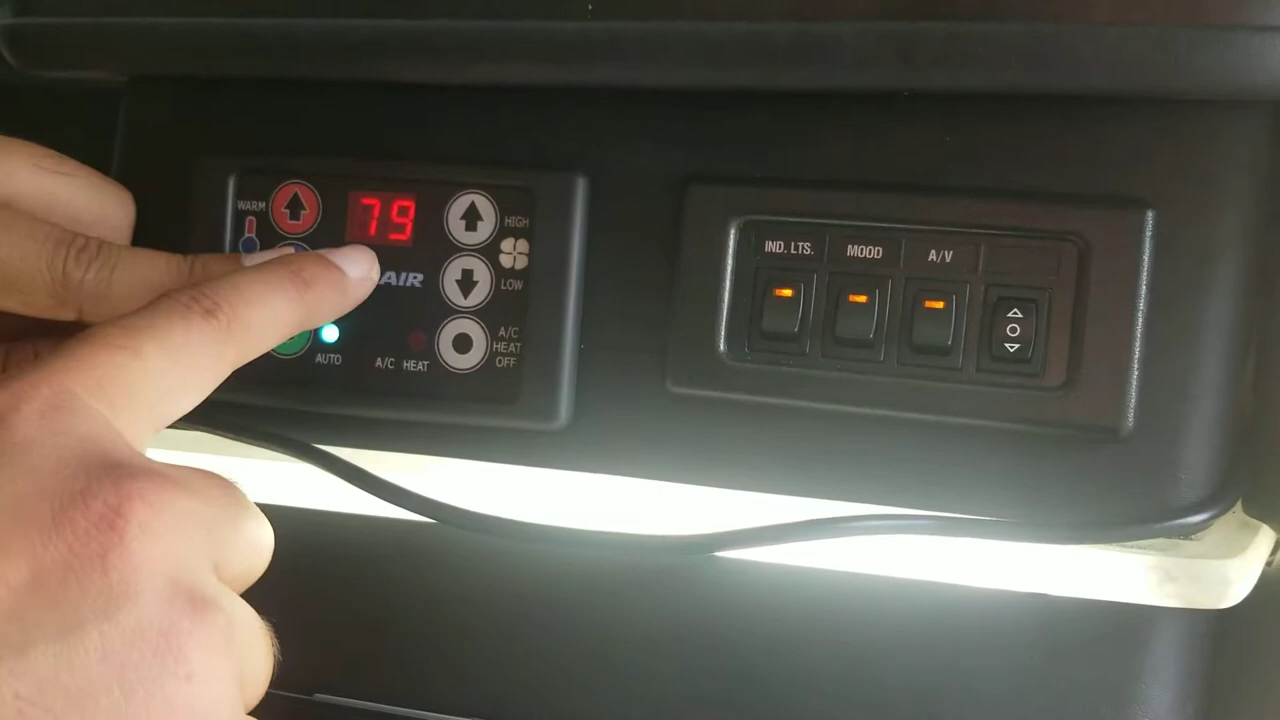 WARM
79
HIGH
LOW
AIR
AUTO
A/C HEAT
A/C
HEAT
OFF
IND. LTS.
MOOD
A/V